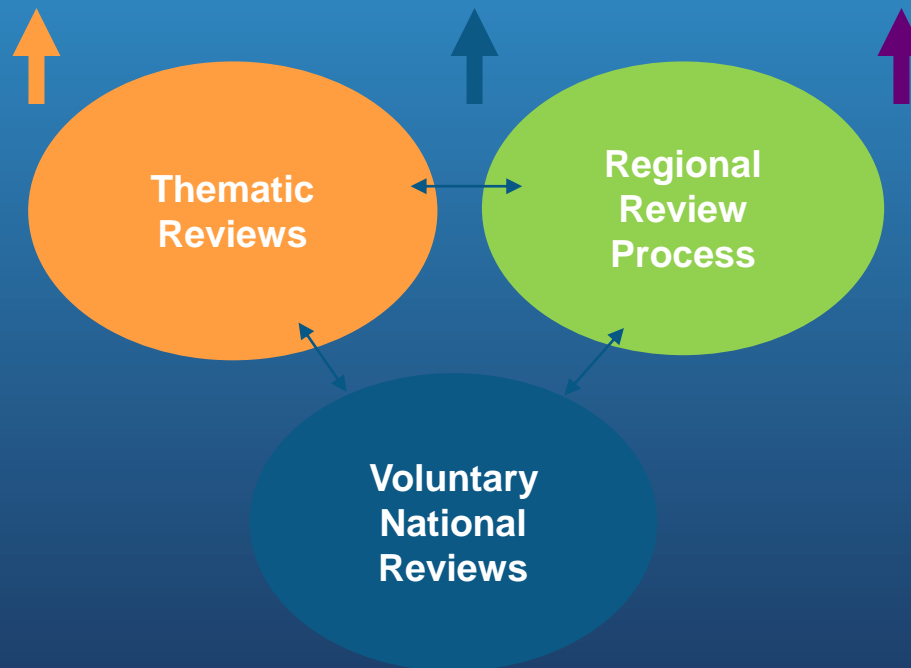 Thematic
Reviews
Regional
Review
Process
Voluntary
National
Reviews